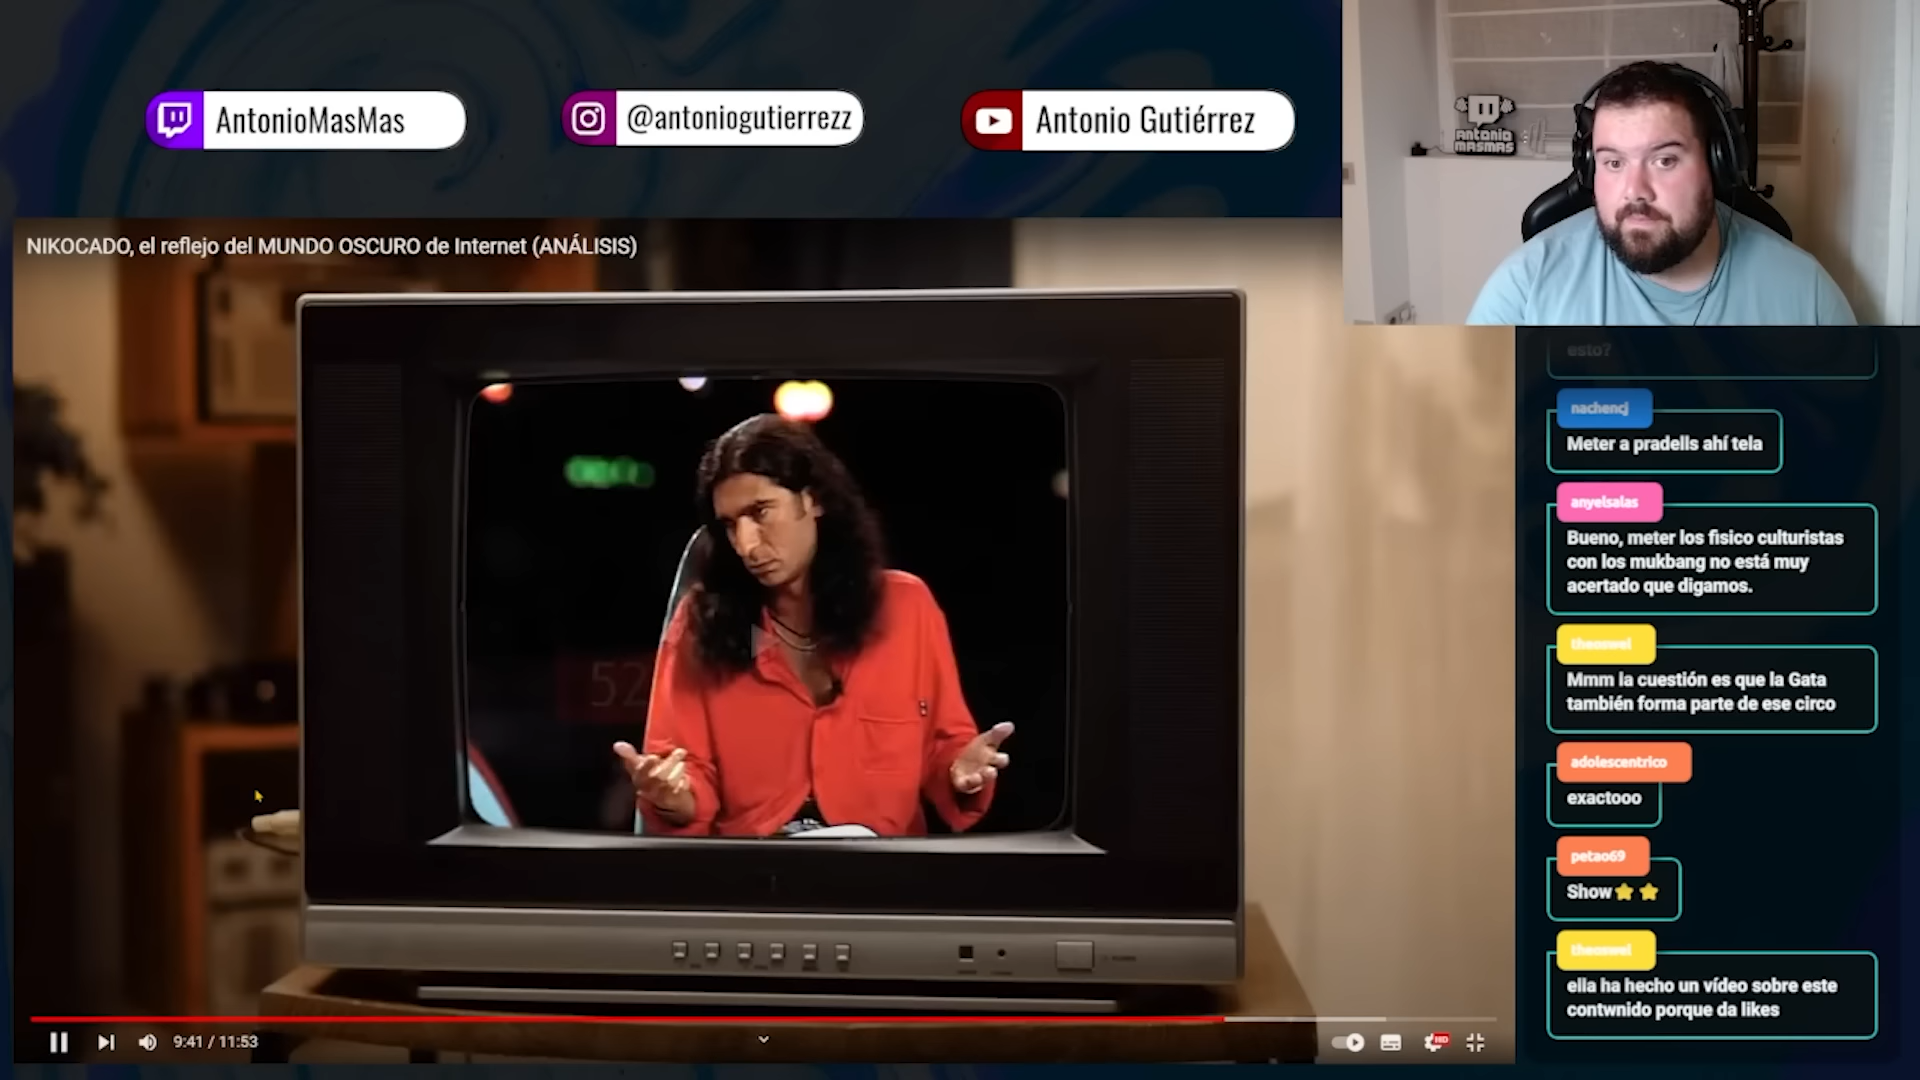 AntonioMasMas
@antoniogutierrezz
Antonio Gutiérrez
ANTONIO
MASMAS
NIKOCADO, el reflejo del MUNDO OSCURO de Internet (ANÁLISIS)
52
esto?
nachencj
Meter a pradells ahí tela
anyelsalas
Bueno, meter los fisico culturistas
con los mukbang no está muy
acertado que digamos.
Mmm la cuestión es que la Gata
también forma parte de ese circo
adolescentrico
exactooo
petao69
Show
ella ha hecho un vídeo sobre este
contwnido porque da likes
9:41 / 11:53
HD